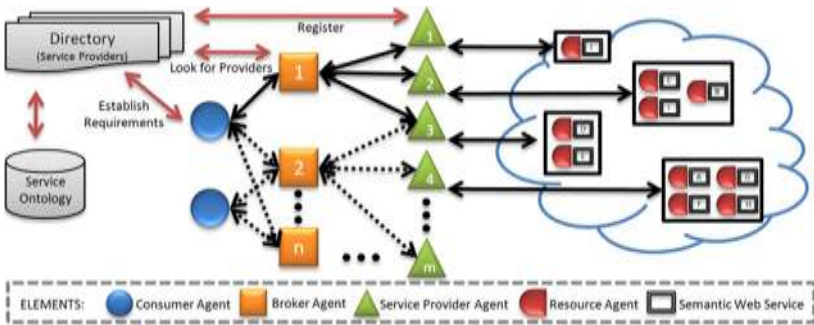 Directory
(Service Providers)
Register
Look for Providers
Establish
Requirements
Service
Ontology
1
2
n
1
2
3
4
m
ELEMENTS:
Consumer Agent
Broker Agent
Service Provider Agent
Resource Agent
Semantic Web Service